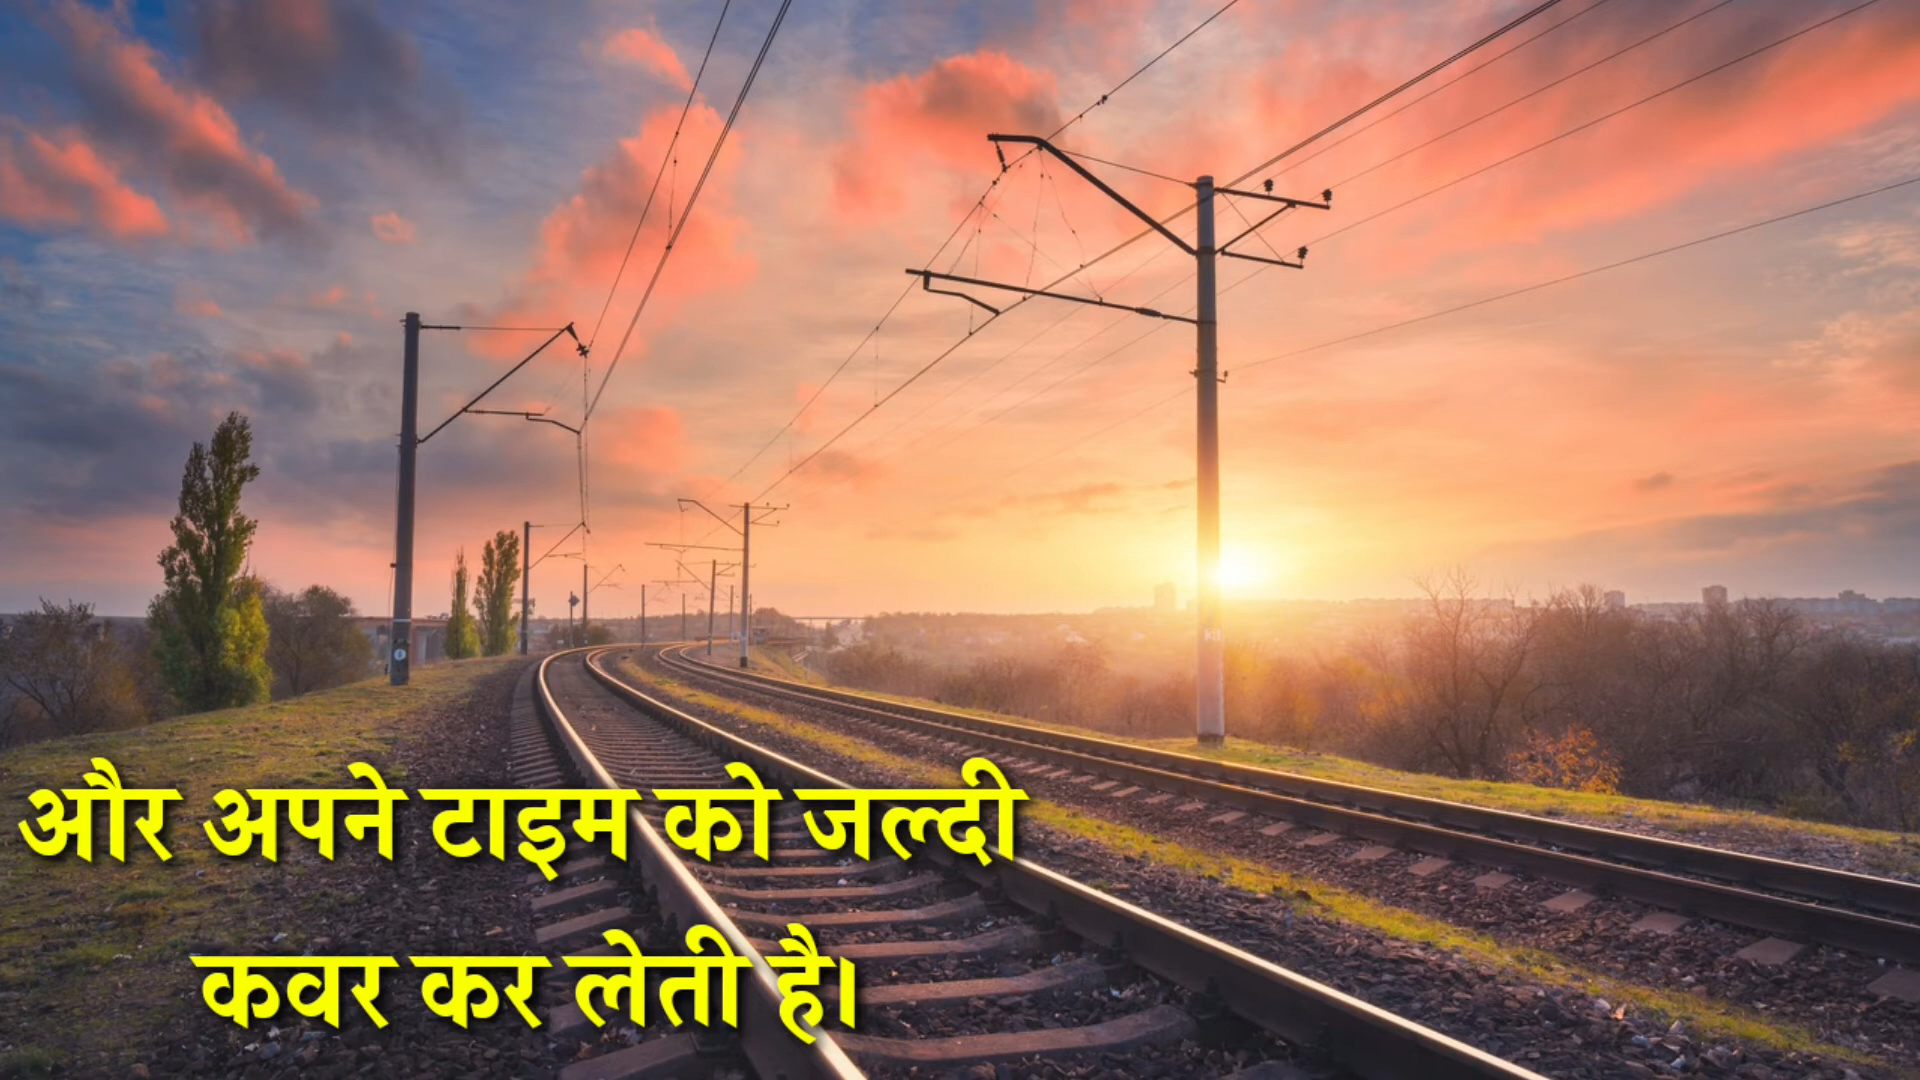 और अपने टाइम को जल्दी
कवर कर लेती है।